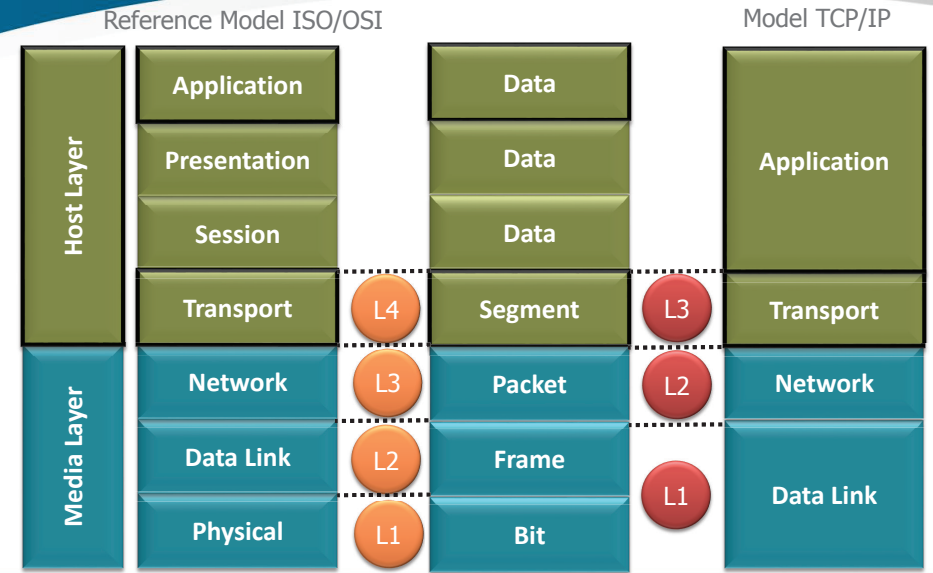 Reference Model ISO/OSI
Model TCP/IP
Host Layer
Application
Data
Application
Presentation
Data
Session
Data
Transport
L4
Segment
L3
Transport
Media Layer
Network
L3
Packet
L2
Network
Data Link
L2
Frame
L1
Data Link
Physical
L1
Bit